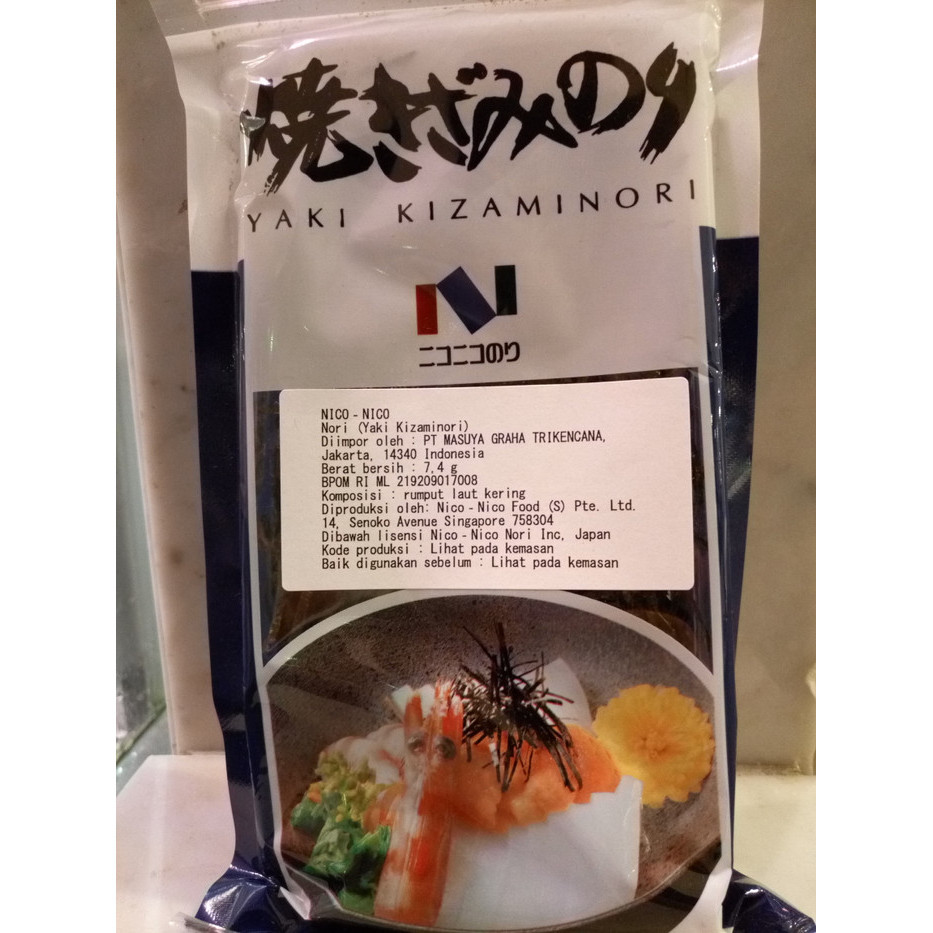 焼きざみのり
YAKI KIZAMINORI
ニコニコのり
NICO-NICO
Nori (Yaki Kizaminori)
Diimpor oleh : PT MASUYA GRAHA TRIKENCANA,
Jakarta, 14340 Indonesia
Berat bersih : 7,4 g
BPOM RI ML 219209017008
Komposisi : rumput laut kering
Diproduksi oleh: Nico-Nico Food (S) Pte. Ltd.
14, Senoko Avenue Singapore 758304
Dibawah lisensi Nico-Nico Nori Inc, Japan
Kode produksi : Lihat pada kemasan
Baik digunakan sebelum : Lihat pada kemasan